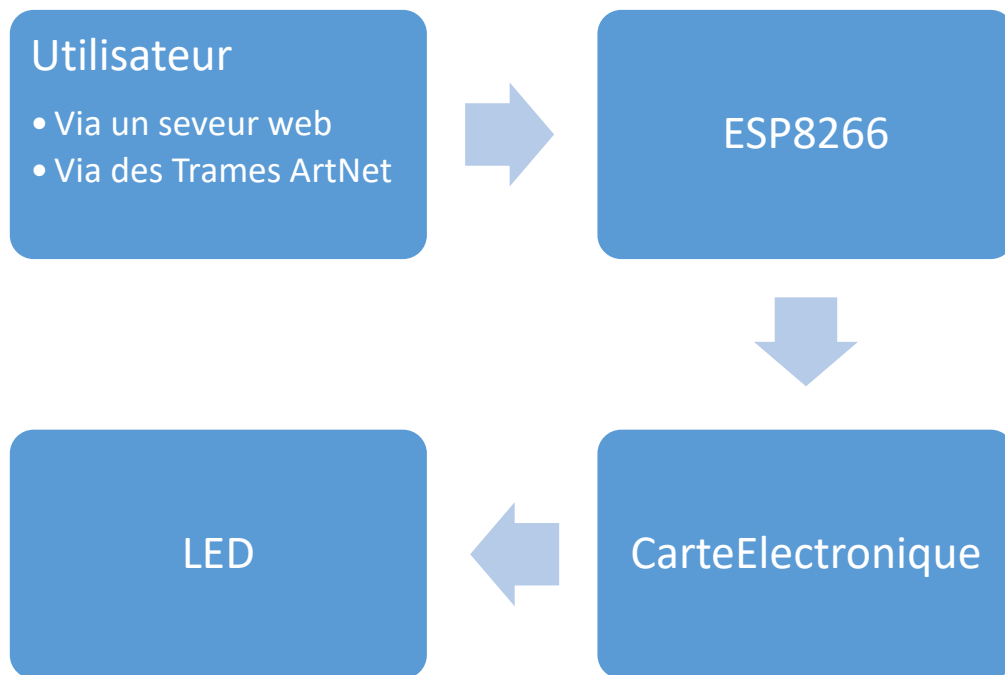 Utilisateur
• Via un seveur web
• Via des Trames ArtNet
ESP8266
CarteElectronique
LED